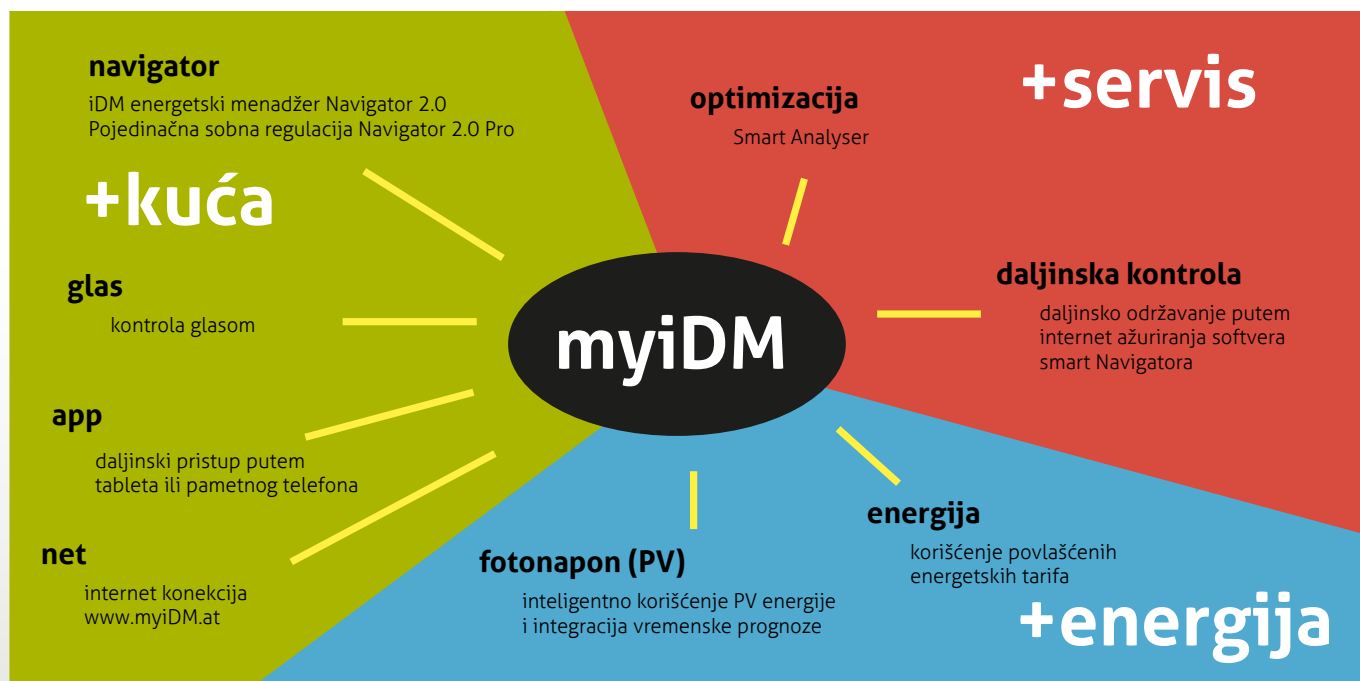 navigator
iDM energetski menadžer Navigator 2.0
Pojedinačna sobna regulacija Navigator 2.0 Pro
+kuća
glas
kontrola glasom
app
daljinski pristup putem
tableta ili pametnog telefona
net
internet konekcija
www.myiDM.at
myiDM
optimizacija
Smart Analyser
+servis
daljinska kontrola
daljinsko održavanje putem
internet ažuriranja softvera
smart Navigatora
fotonapon (PV)
inteligentno korišćenje PV energije
i integracija vremenske prognoze
energija
korišćenje povlašćenih
energetskih tarifa
+energija